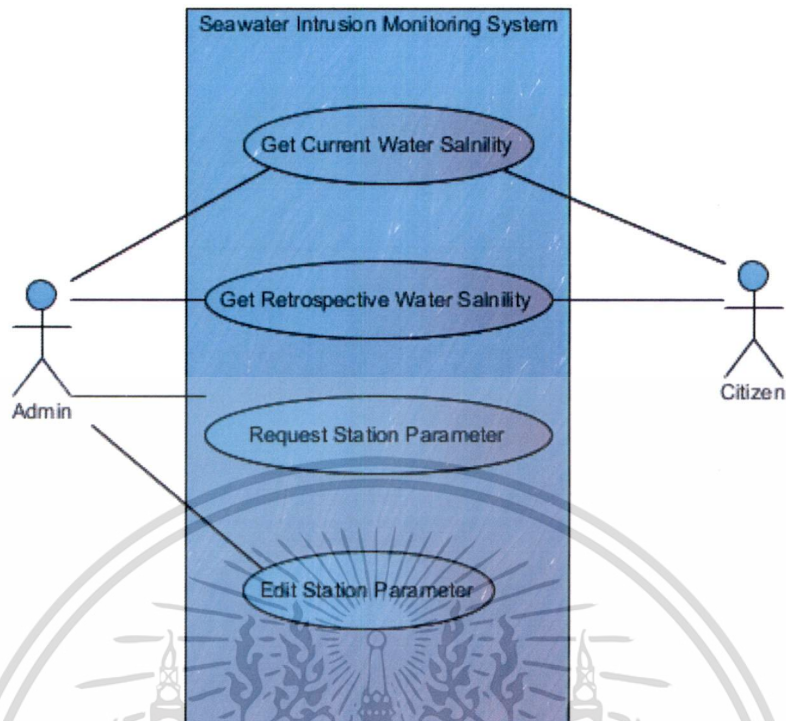 Seawater Intrusion Monitoring System
Get Current Water Salnility
Get Retrospective Water Salnility
Admin
Citizen
Request Station Parameter
Edit Station Parameter